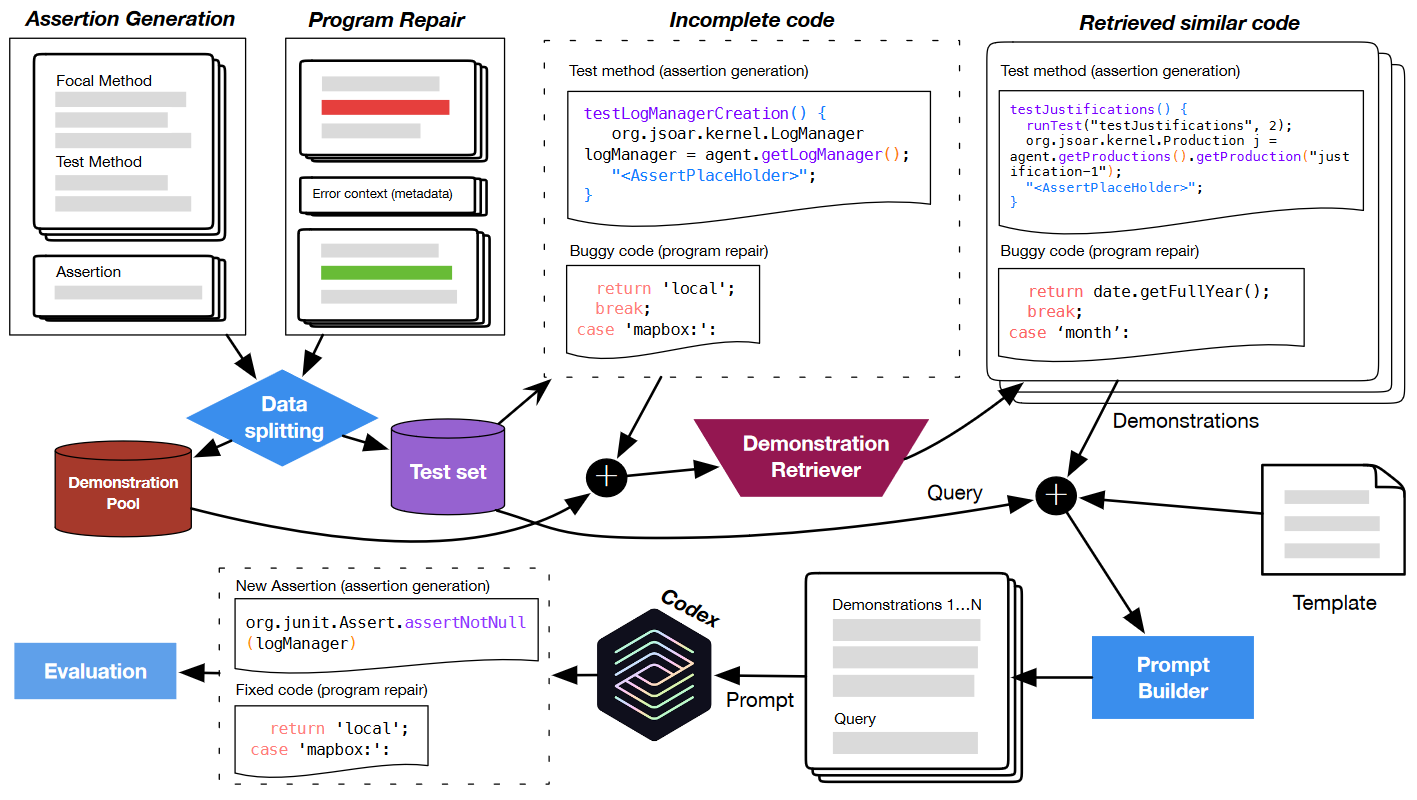 Assertion Generation
Program Repair
Incomplete code
Retrieved similar code
Focal Method
Test Method
Assertion
Error context (metadata)
Test method (assertion generation)
testLogManagerCreation() {
org.jsoar.kernel.LogManager
logManager = agent.getLogManager();
"<AssertPlaceHolder>";
}
Buggy code (program repair)
return 'local';
break;
case 'mapbox:':
Test method (assertion generation)
testJustifications() {
runTest("testJustifications", 2);
org.jsoar.kernel.Production j =
agent.getProductions().getProduction("just
ification-1");
"<AssertPlaceHolder>";
}
Buggy code (program repair)
return date.getFullYear();
break;
case ‘month’:
Data
splitting
Demonstration
Pool
Test set
Demonstration
Retriever
Demonstrations
Query
Template
New Assertion (assertion generation)
org.junit.Assert.assertNotNull
(logManager)
Fixed code (program repair)
return 'local';
case 'mapbox:':
Evaluation
Codex
Prompt
Demonstrations 1...N
Query
Prompt
Builder